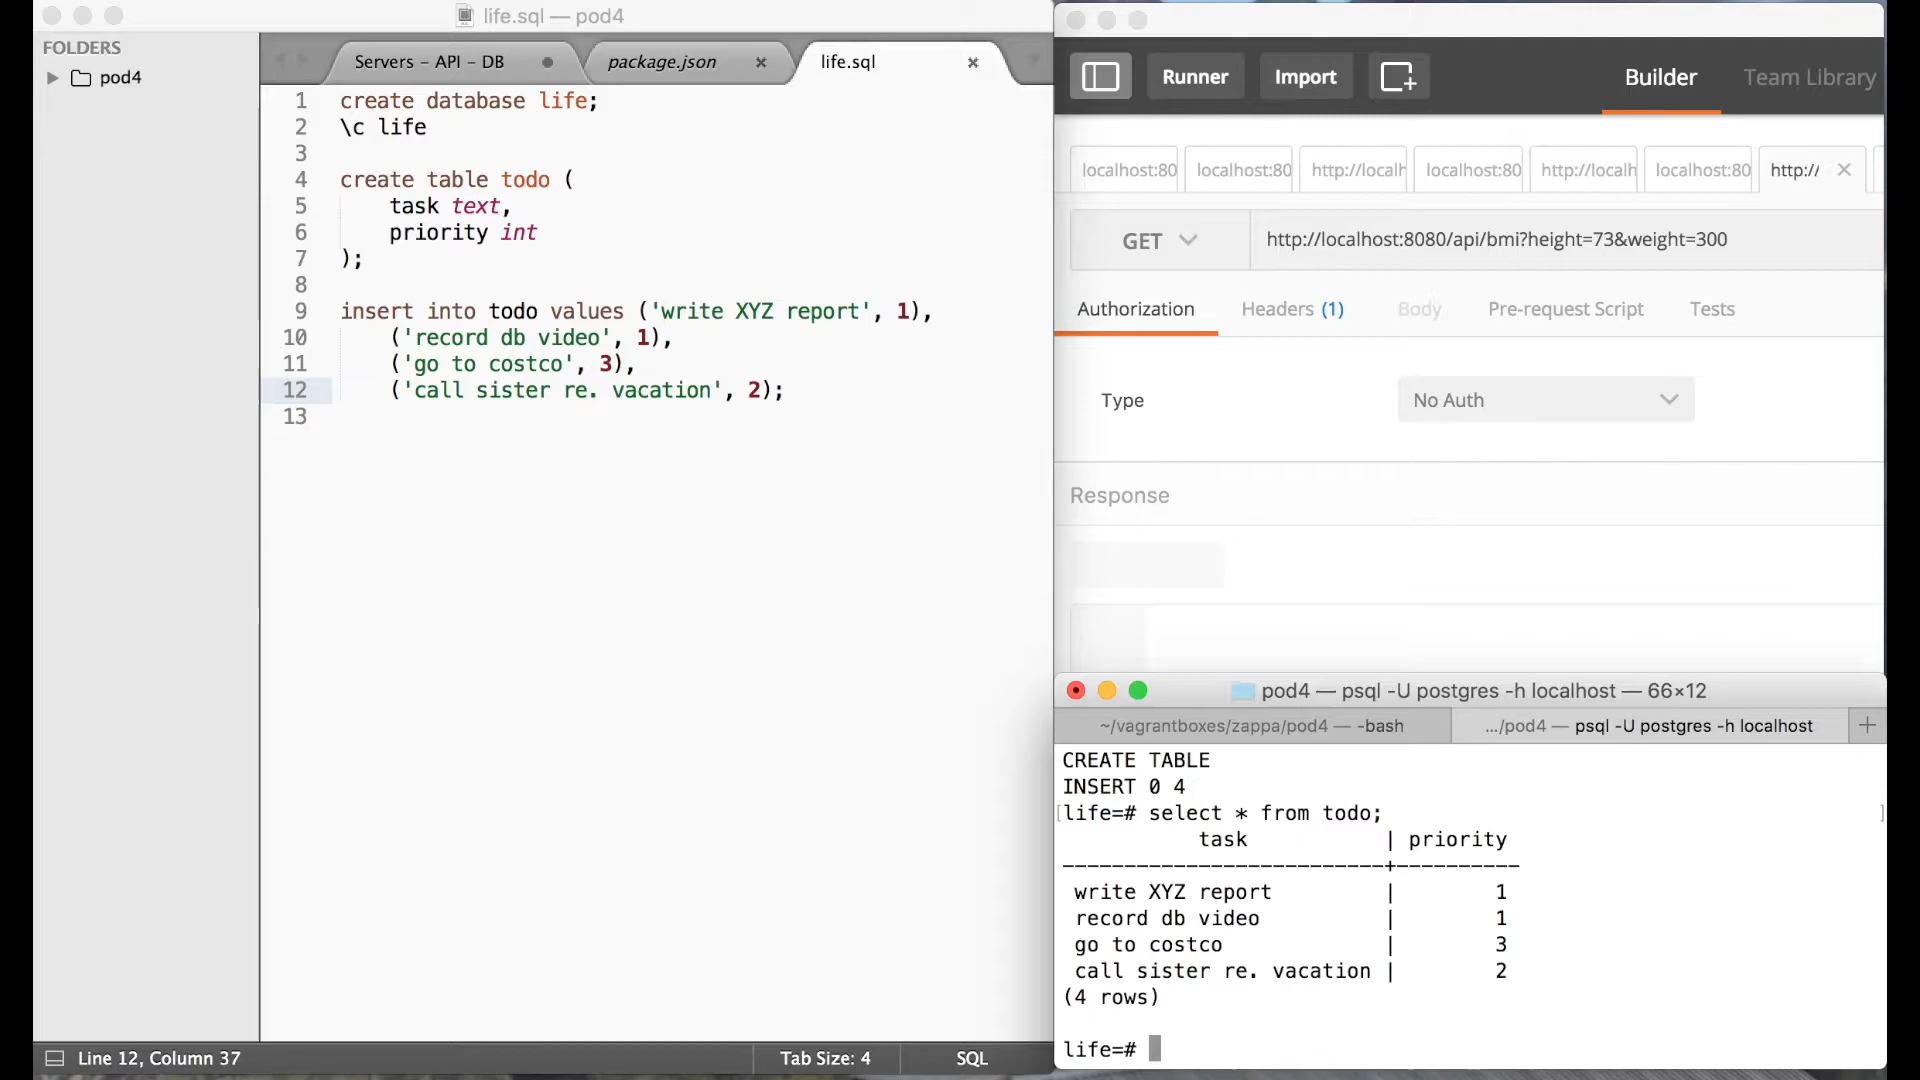 life.sql — pod4
FOLDERS
pod4
Servers – API – DB
package.json
life.sql
1 create database life;
2 \c life
3
4 create table todo (
5 task text,
6 priority int
7 );
8
9 insert into todo values ('write XYZ report', 1),
10 ('record db video', 1),
11 ('go to costco', 3),
12 ('call sister re. vacation', 2);
13
Line 12, Column 37
Tab Size: 4
SQL
Runner
Import
Builder
Team Library
localhost:80
localhost:80
http://localh
localhost:80
http://localh
localhost:80
http://
GET
http://localhost:8080/api/bmi?height=73&weight=300
Authorization
Headers (1)
Body
Pre-request Script
Tests
Type
No Auth
Response
pod4 — psql -U postgres -h localhost — 66×12
~/vagrantboxes/zappa/pod4 — -bash
.../pod4 — psql -U postgres -h localhost
CREATE TABLE
INSERT 0 4
[life=# select * from todo; ]
task | priority
--------------------------+----------
write XYZ report | 1
record db video | 1
go to costco | 3
call sister re. vacation | 2
(4 rows)
life=#